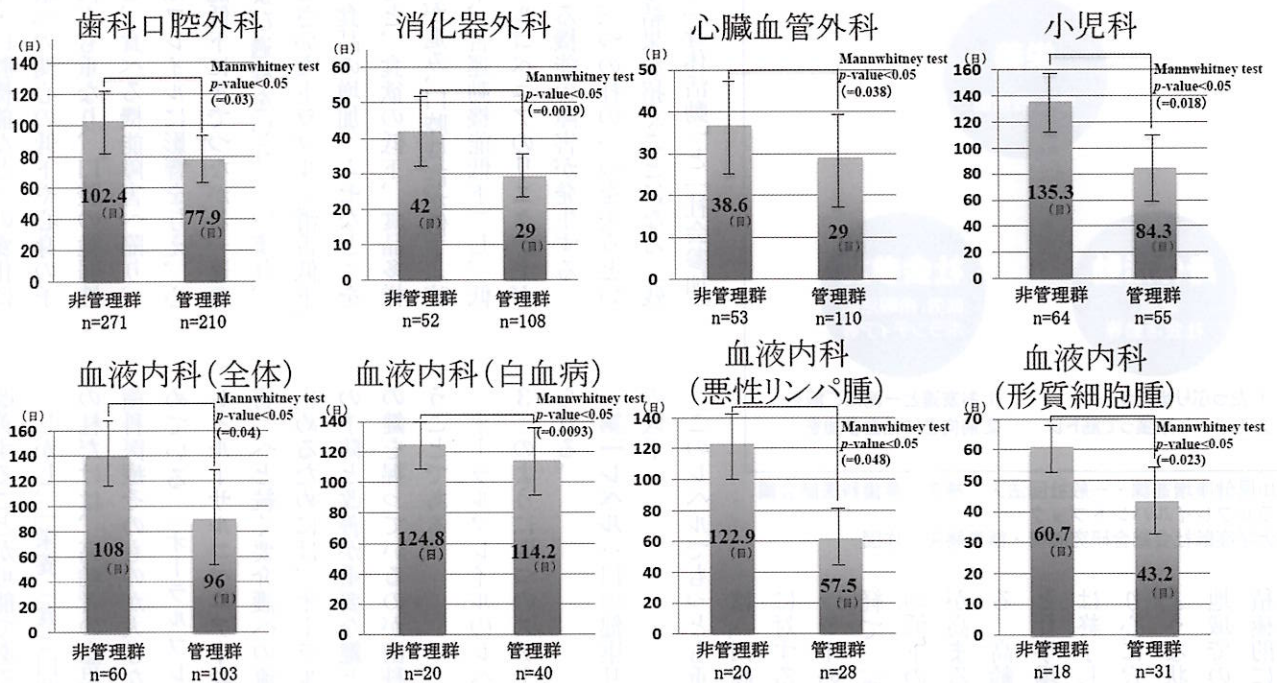 歯科口腔外科
(日)
140
120
100
80
60
40
20
0
Mannwhitney test
p-value<0.05
(=0.03)
102.4
(日)
77.9
(日)
非管理群
n=271
管理群
n=210
消化器外科
(日)
60
50
40
30
20
10
0
Mannwhitney test
p-value<0.05
(=0.0019)
42
(日)
29
(日)
非管理群
n=52
管理群
n=108
心臓血管外科
(日)
50
40
30
20
10
0
Mannwhitney test
p-value<0.05
(=0.038)
38.6
(日)
29
(日)
非管理群
n=53
管理群
n=110
小児科
(日)
160
140
120
100
80
60
40
20
0
Mannwhitney test
p-value<0.05
(=0.018)
135.3
(日)
84.3
(日)
非管理群
n=64
管理群
n=55
血液内科(全体)
(日)
160
140
120
100
80
60
40
20
0
Mannwhitney test
p-value<0.05
(=0.04)
108
(日)
96
(日)
非管理群
n=60
管理群
n=103
血液内科(白血病)
(日)
140
120
100
80
60
40
20
0
Mannwhitney test
p-value<0.05
(=0.0093)
124.8
(日)
114.2
(日)
非管理群
n=20
管理群
n=40
血液内科
(悪性リンパ腫)
(日)
120
100
80
60
40
20
0
Mannwhitney test
p-value<0.05
(=0.048)
122.9
(日)
57.5
(日)
非管理群
n=20
管理群
n=28
血液内科
(形質細胞腫)
(日)
60
50
40
30
20
10
0
Mannwhitney test
p-value<0.05
(=0.023)
60.7
(日)
43.2
(日)
非管理群
n=18
管理群
n=31